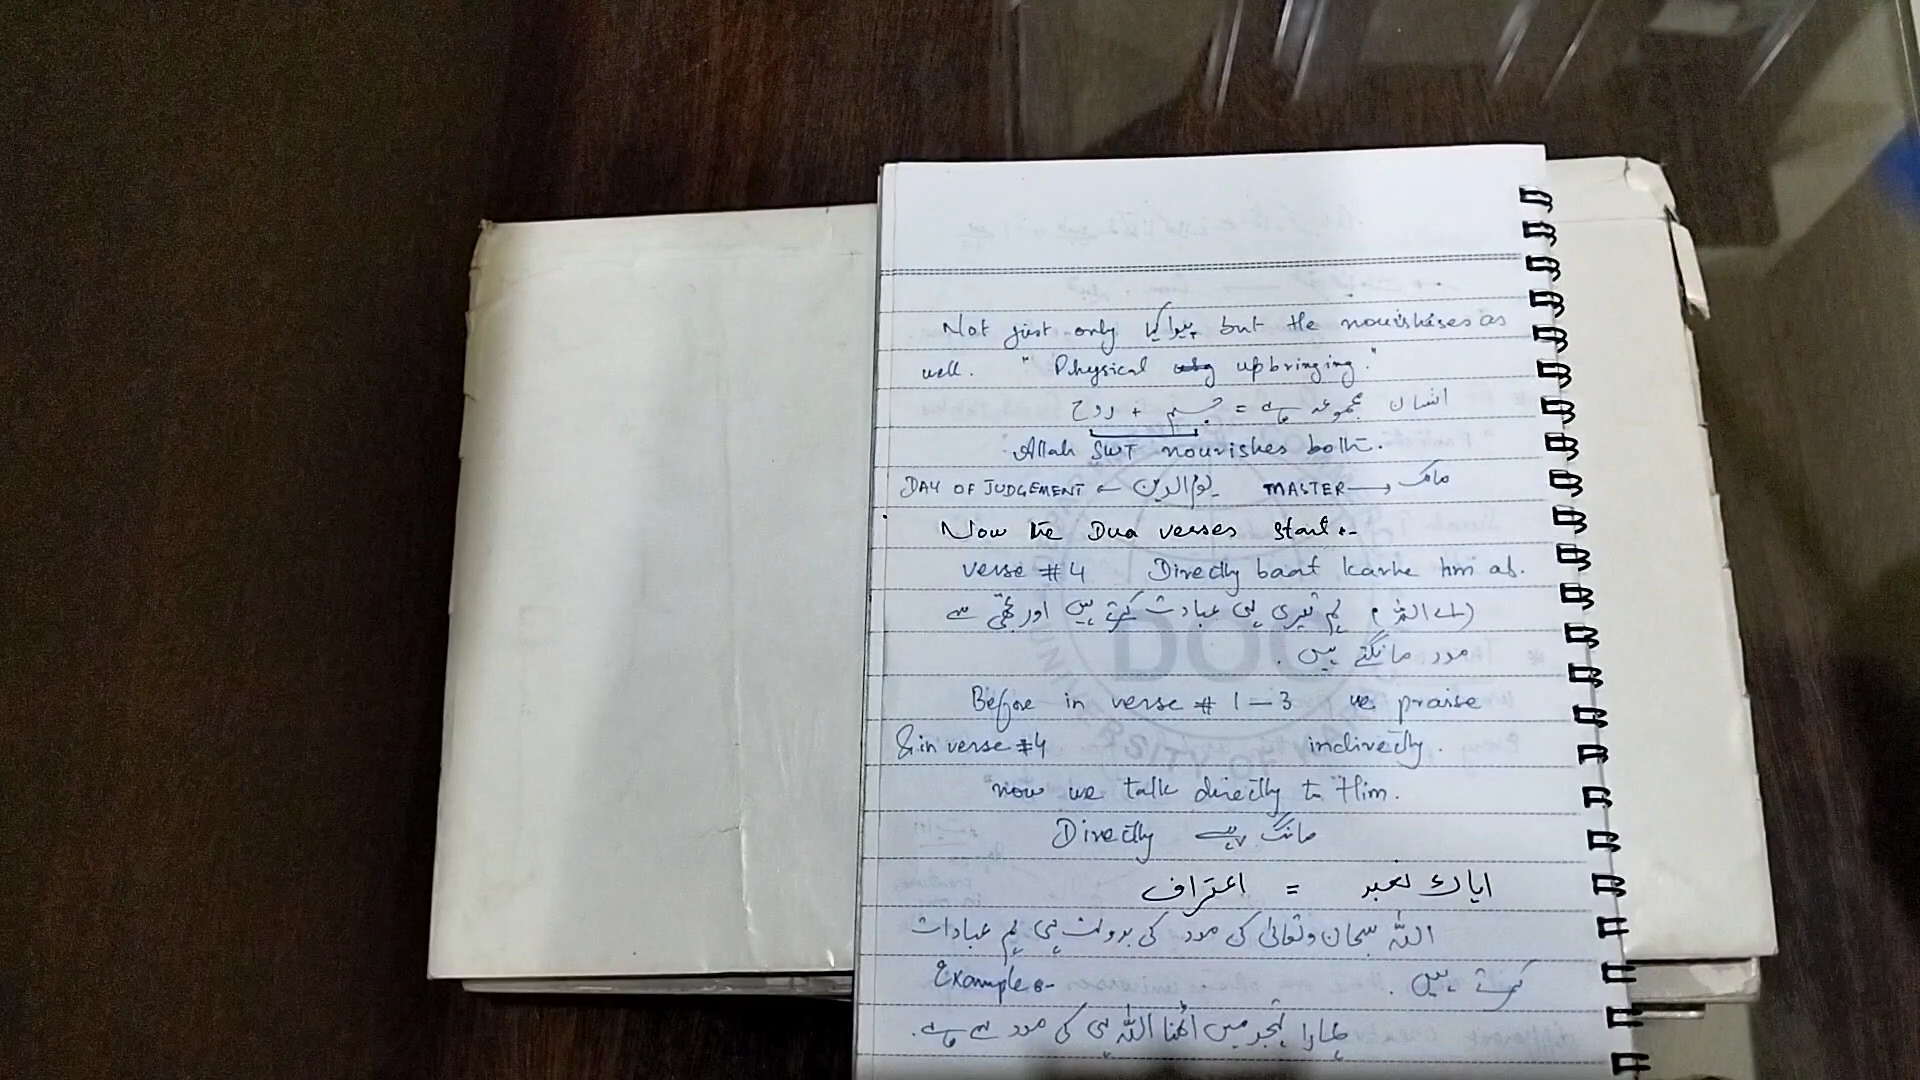 Not just only پیدا کیا but He nourishes as
well. "Physical upbringing."
انسان مجموعہ ہے = جسم + روح
Allah SWT nourishes both.
DAY OF JUDGEMENT ← یوم الدین MASTER → مالک
Now the Dua verses start:-
verse #4 Directly baat karhe hm ab.
(اے اللہ) ہم تیری ہی عبادت کرتے ہیں اور تجھی سے
مدد مانگتے ہیں.
Before in verse # 1-3 we praise
& in verse #4 indirectly.
now we talk directly to Him.
Directly مانگ رہے
ایاک نعبد = اعتراف
اللہ سبحان وتعالیٰ کی مدد کی بدولت ہی ہم عبادات
Example:- کرتے ہیں.
ہمارا تہجد میں اٹھنا اللہ ہی کی مدد سے ہے.
DOC
UNIVERSITY OF